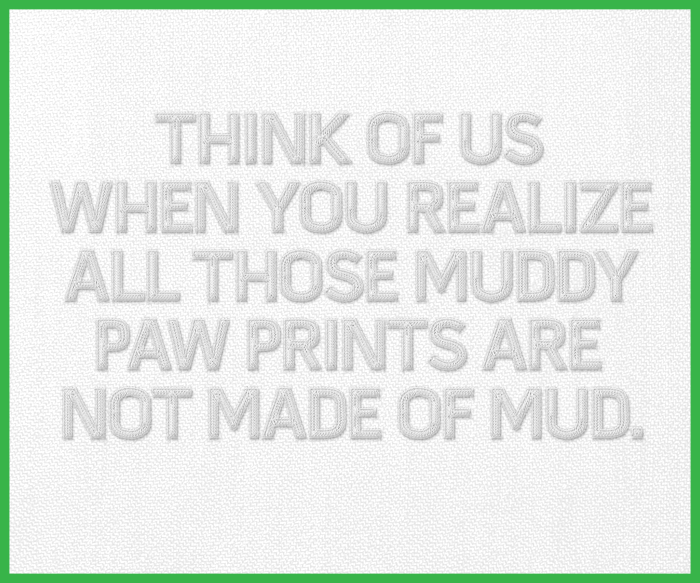 THINK OF US
WHEN YOU REALIZE
ALL THOSE MUDDY
PAW PRINTS ARE
NOT MADE OF MUD.